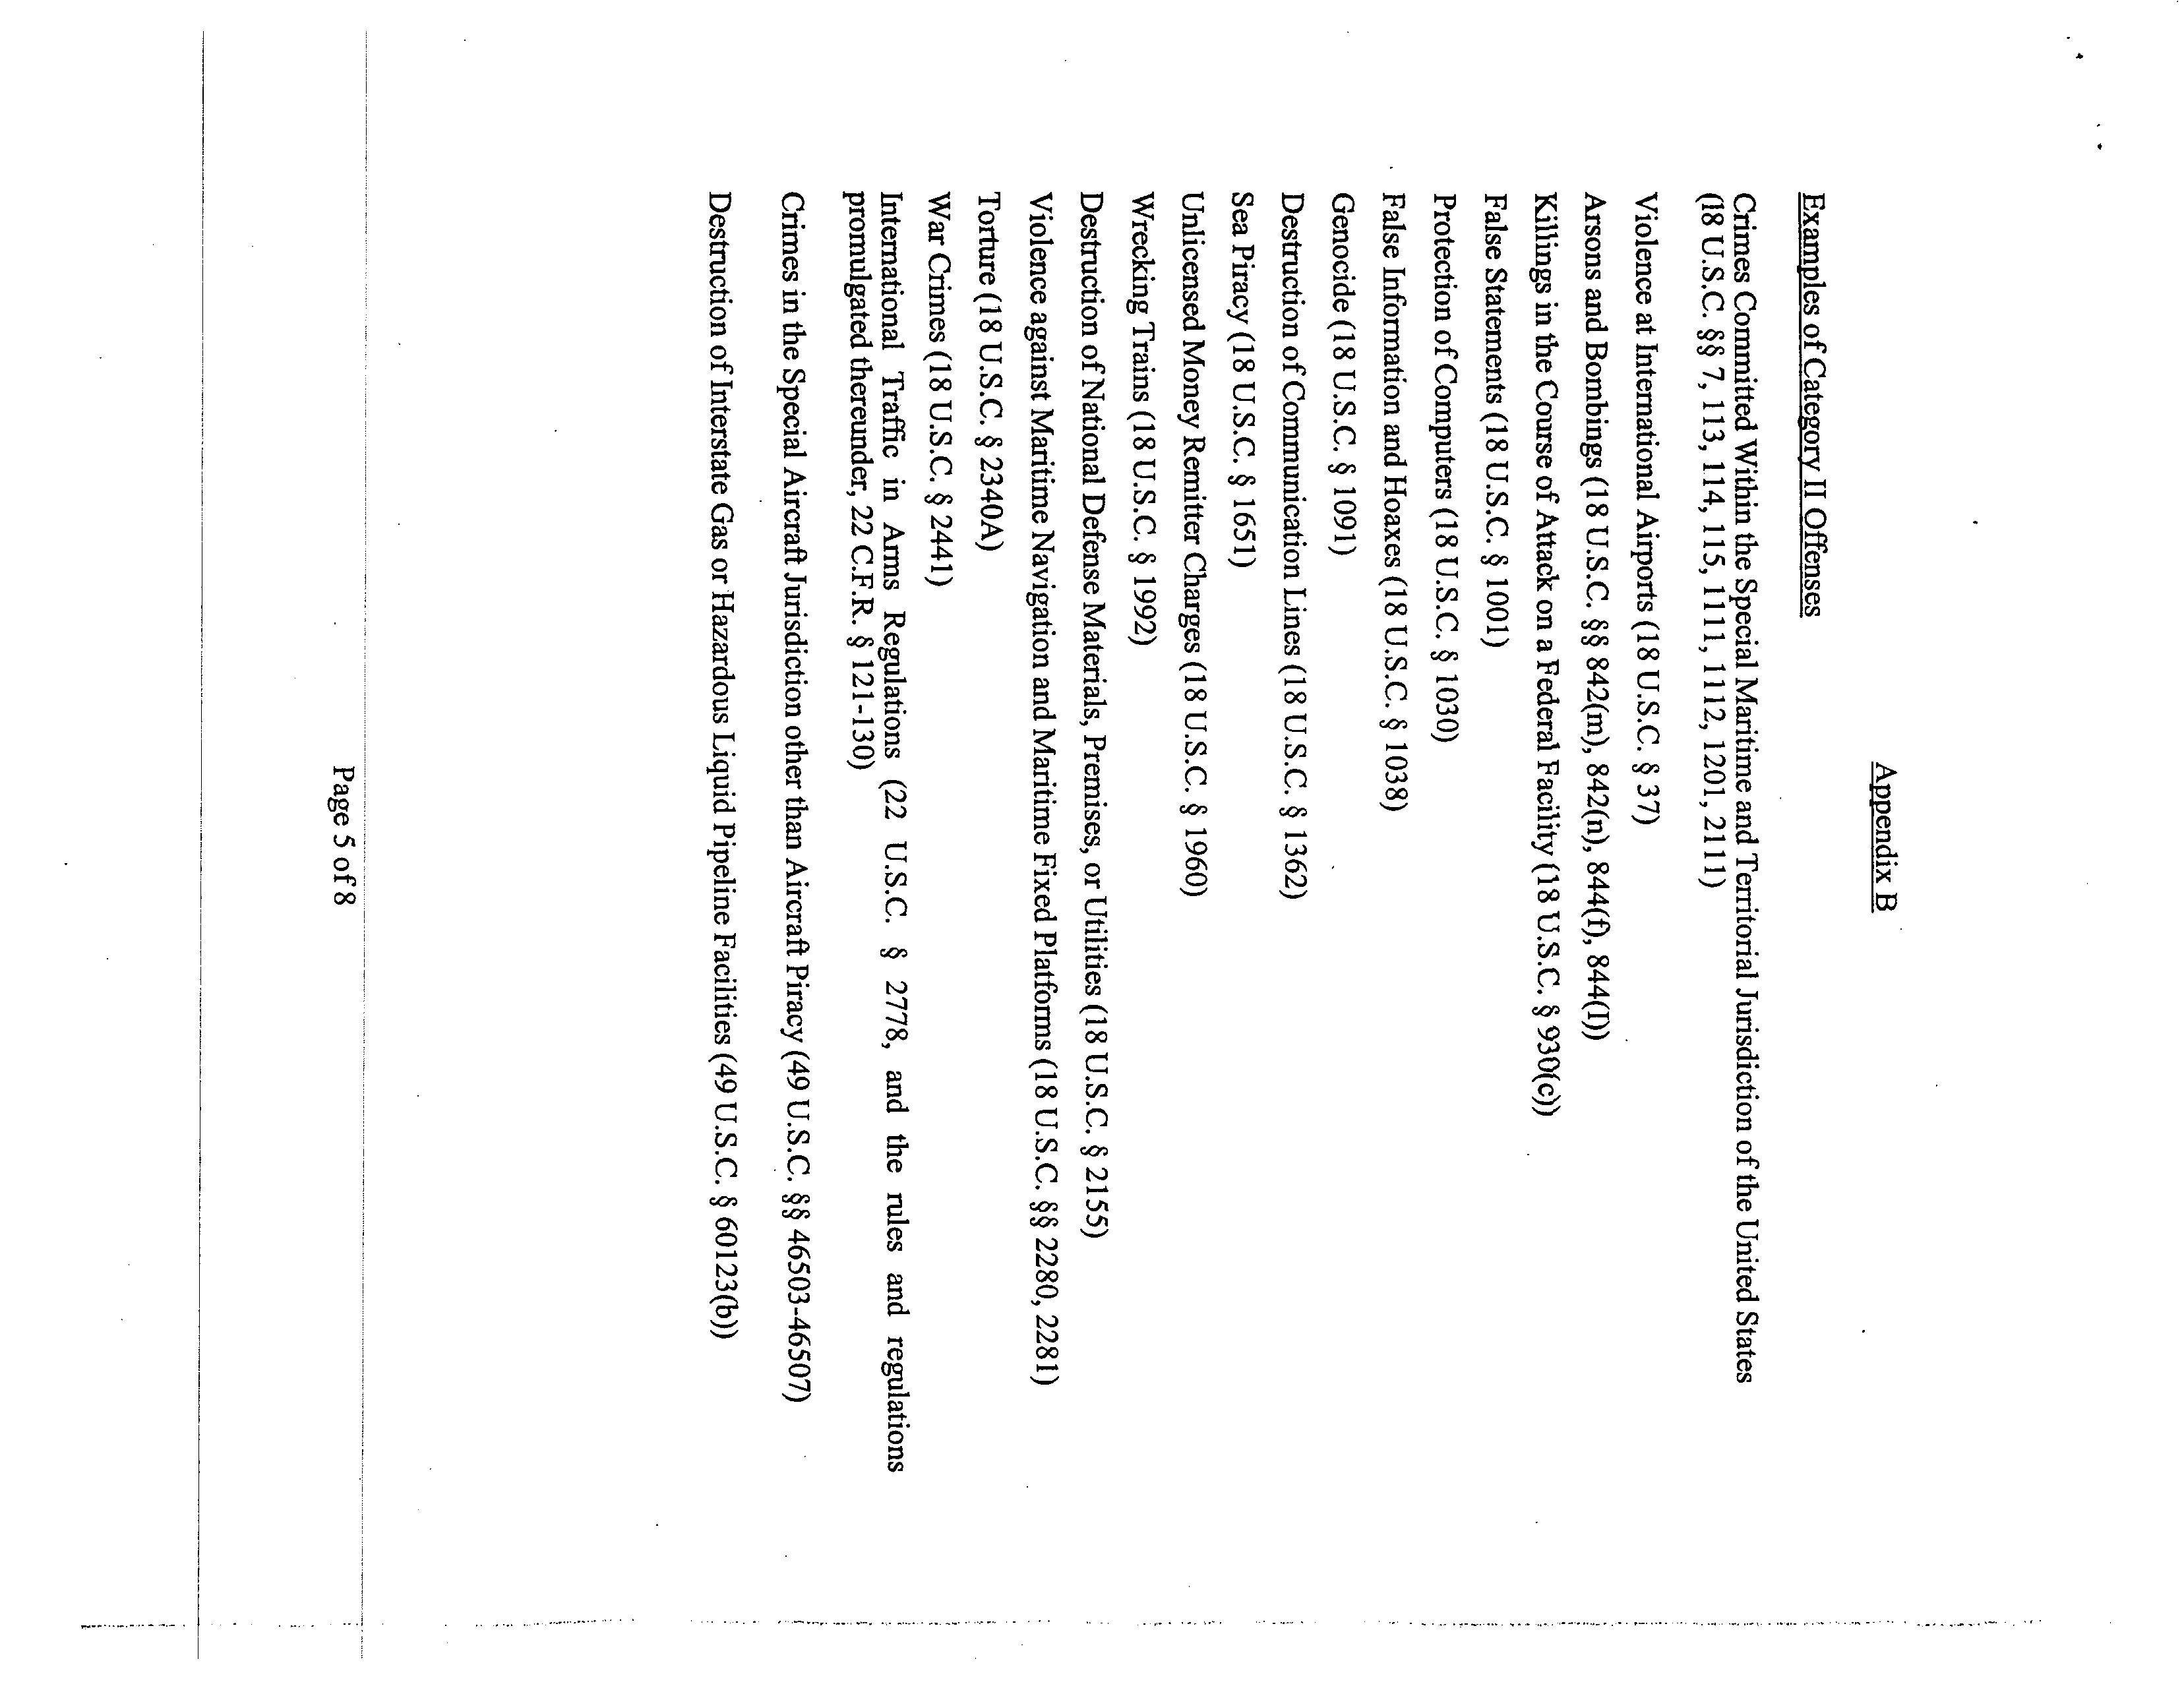 Appendix B
Examples of Category II Offenses
Crimes Committed Within the Special Maritime and Territorial Jurisdiction of the United States
(18 U.S.C. §§ 7, 113, 114, 115, 1111, 1112, 1201, 2111)
Violence at International Airports (18 U.S.C. § 37)
Arsons and Bombings (18 U.S.C. §§ 842(m), 842(n), 844(f), 844(I))
Killings in the Course of Attack on a Federal Facility (18 U.S.C. § 930(c))
False Statements (18 U.S.C. § 1001)
Protection of Computers (18 U.S.C. § 1030)
False Information and Hoaxes (18 U.S.C. § 1038)
Genocide (18 U.S.C. § 1091)
Destruction of Communication Lines (18 U.S.C. § 1362)
Sea Piracy (18 U.S.C. § 1651)
Unlicensed Money Remitter Charges (18 U.S.C. § 1960)
Wrecking Trains (18 U.S.C. § 1992)
Destruction of National Defense Materials, Premises, or Utilities (18 U.S.C. § 2155)
Violence against Maritime Navigation and Maritime Fixed Platforms (18 U.S.C. §§ 2280, 2281)
Torture (18 U.S.C. § 2340A)
War Crimes (18 U.S.C. § 2441)
International Traffic in Arms Regulations (22 U.S.C. § 2778, and the rules and regulations
promulgated thereunder, 22 C.F.R. § 121-130)
Crimes in the Special Aircraft Jurisdiction other than Aircraft Piracy (49 U.S.C. §§ 46503-46507)
Destruction of Interstate Gas or Hazardous Liquid Pipeline Facilities (49 U.S.C. § 60123(b))
Page 5 of 8